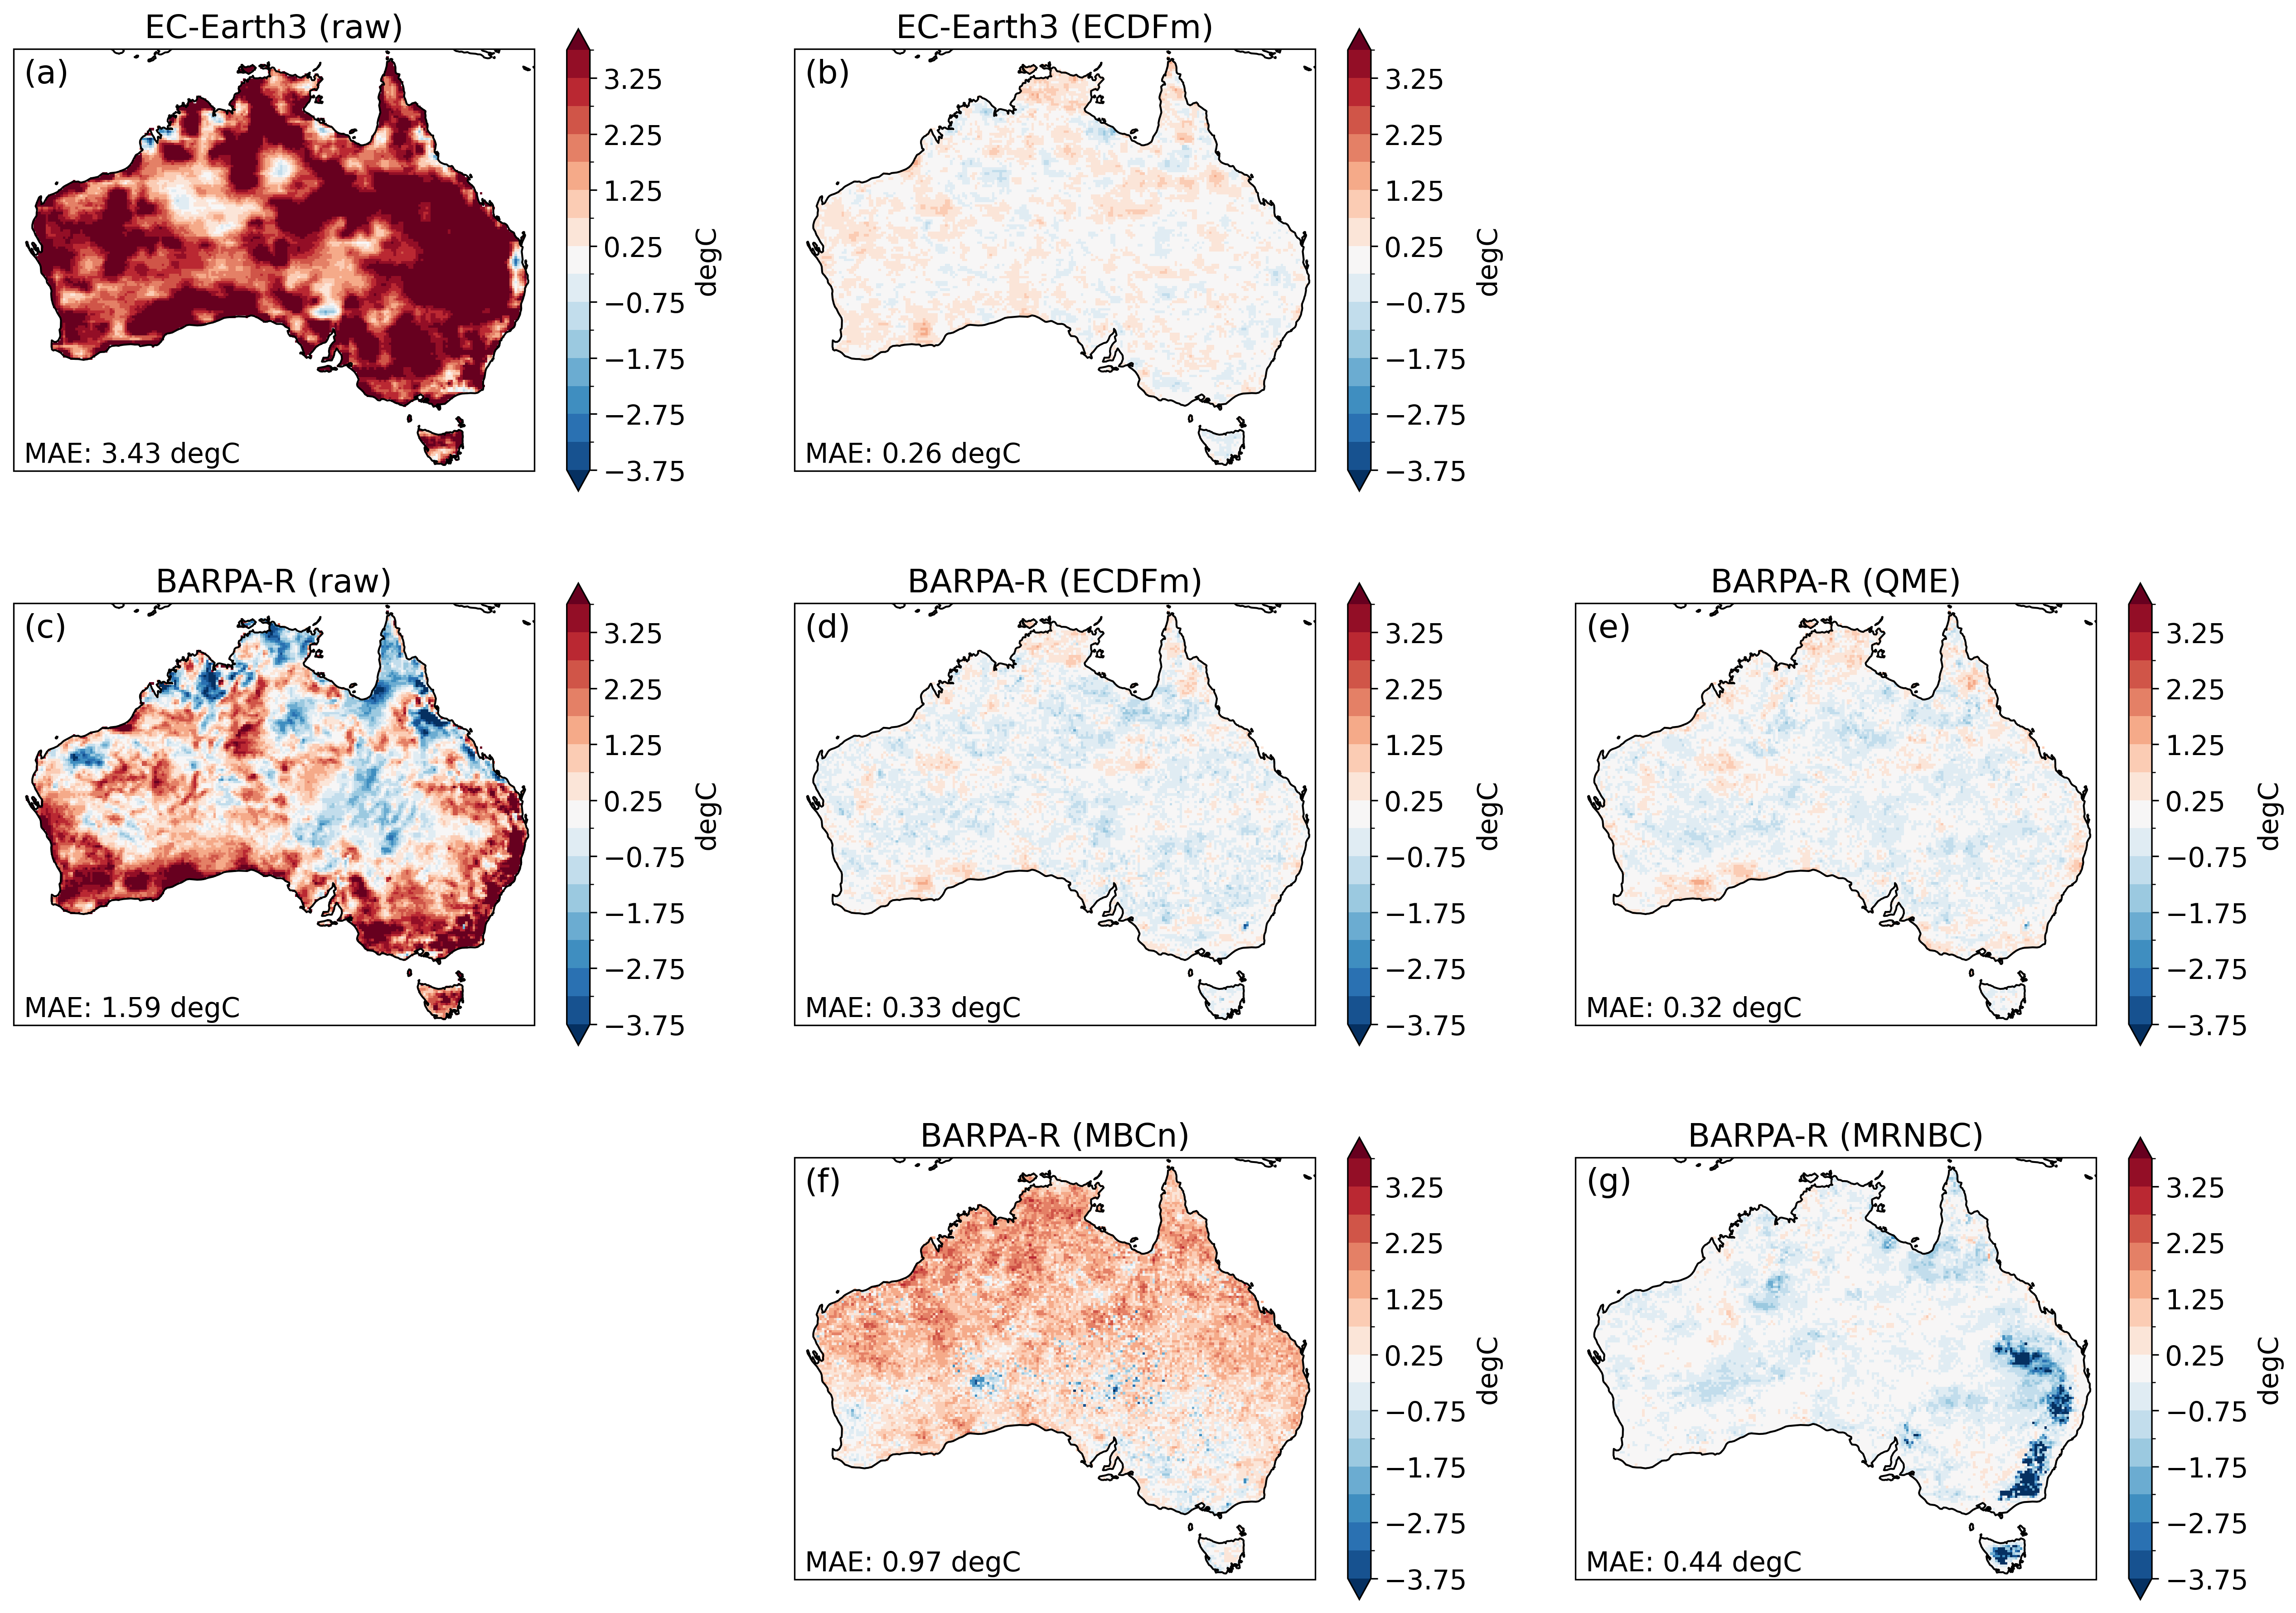 EC-Earth3 (raw)
(a)
MAE: 3.43 degC
3.25
2.25
1.25
0.25
−0.75
−1.75
−2.75
−3.75
degC
EC-Earth3 (ECDFm)
(b)
MAE: 0.26 degC
3.25
2.25
1.25
0.25
−0.75
−1.75
−2.75
−3.75
degC
BARPA-R (raw)
(c)
MAE: 1.59 degC
3.25
2.25
1.25
0.25
−0.75
−1.75
−2.75
−3.75
degC
BARPA-R (ECDFm)
(d)
MAE: 0.33 degC
3.25
2.25
1.25
0.25
−0.75
−1.75
−2.75
−3.75
degC
BARPA-R (QME)
(e)
MAE: 0.32 degC
3.25
2.25
1.25
0.25
−0.75
−1.75
−2.75
−3.75
degC
BARPA-R (MBCn)
(f)
MAE: 0.97 degC
3.25
2.25
1.25
0.25
−0.75
−1.75
−2.75
−3.75
degC
BARPA-R (MRNBC)
(g)
MAE: 0.44 degC
3.25
2.25
1.25
0.25
−0.75
−1.75
−2.75
−3.75
degC